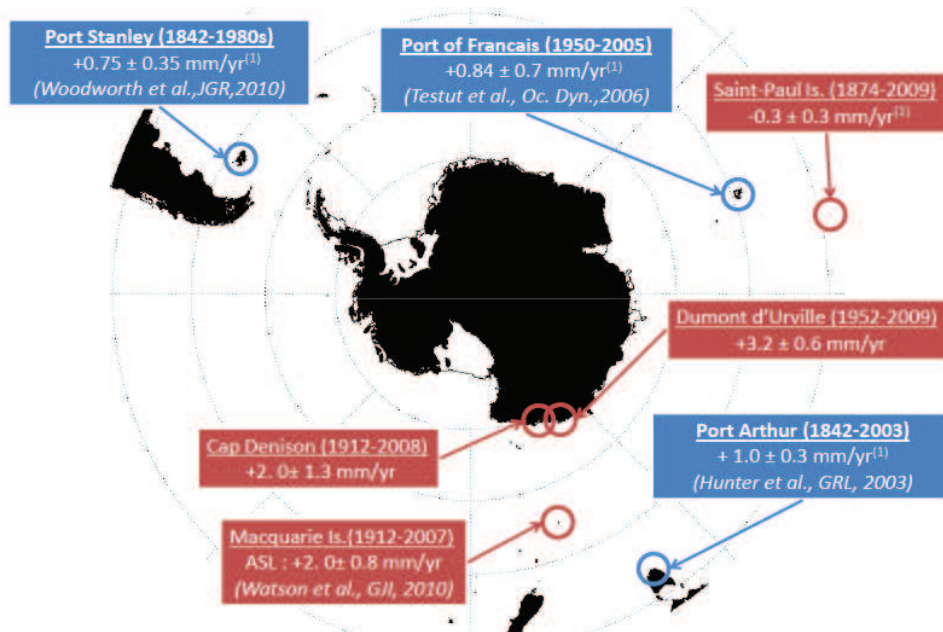 Port Stanley (1842-1980s)
+0.75 ± 0.35 mm/yr(1)
(Woodworth et al.,JGR,2010)
Port of Francais (1950-2005)
+0.84 ± 0.7 mm/yr(1)
(Testut et al., Oc. Dyn.,2006)
Saint-Paul Is. (1874-2009)
-0.3 ± 0.3 mm/yr(1)
Dumont d'Urville (1952-2009)
+3.2 ± 0.6 mm/yr
Cap Denison (1912-2008)
+2. 0± 1.3 mm/yr
Port Arthur (1842-2003)
+ 1.0 ± 0.3 mm/yr(1)
(Hunter et al., GRL, 2003)
Macquarie Is.(1912-2007)
ASL : +2. 0± 0.8 mm/yr
(Watson et al., GJI, 2010)